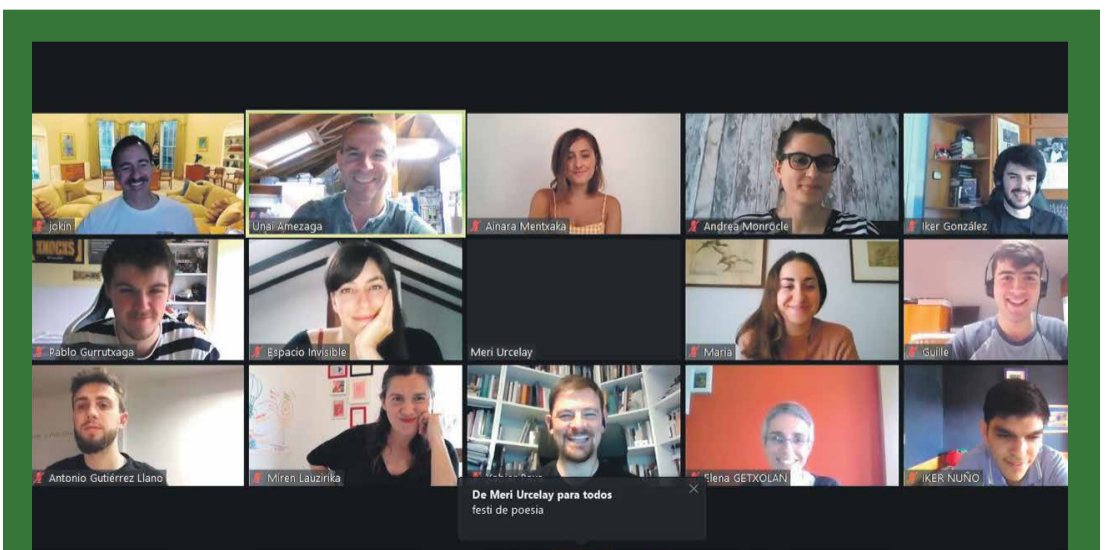 jokin
Unai Amezaga
Ainara Mentxaka
Andrea Monrocle
Iker González
KNOCKS
Pablo Gurrutxaga
Espacio Invisible
Meri Urcelay
Maria
Guille
Antonio Gutiérrez Llano
Miren Lauzirika
Elena GETXOLAN
IKER NUÑO
De Meri Urcelay para todos
festi de poesia